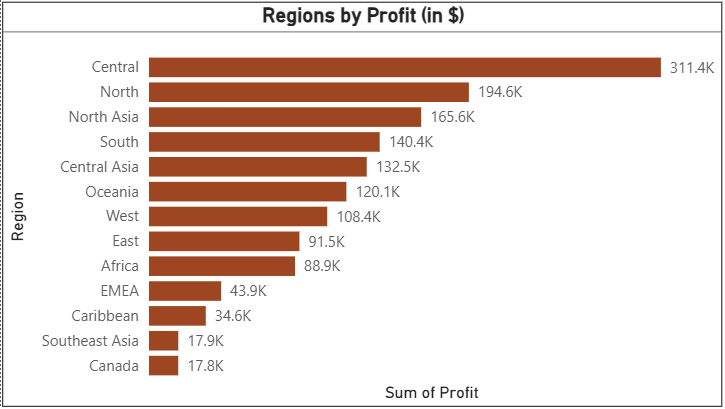 Regions by Profit (in $)
Central 311.4K
North 194.6K
North Asia 165.6K
South 140.4K
Central Asia 132.5K
Oceania 120.1K
West 108.4K
East 91.5K
Africa 88.9K
EMEA 43.9K
Caribbean 34.6K
Southeast Asia 17.9K
Canada 17.8K
Region
Sum of Profit